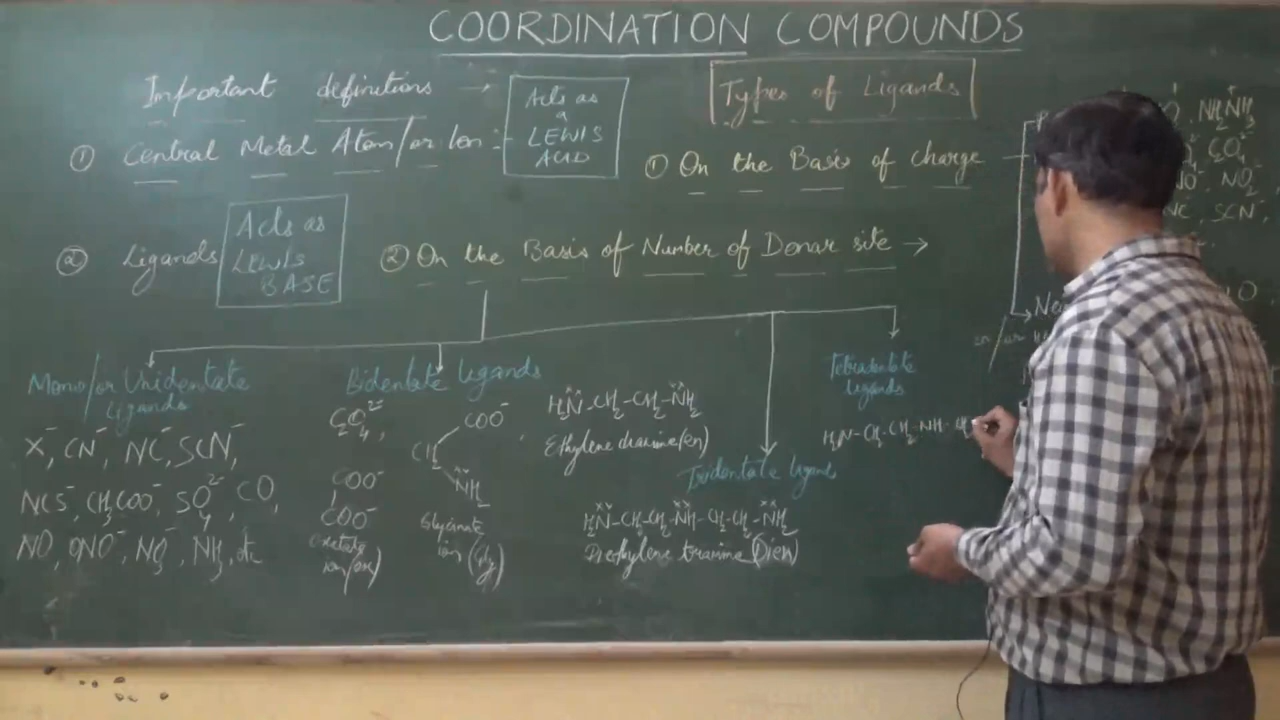 COORDINATION COMPOUNDS
Important definitions →
Acts as
a
LEWIS
ACID
Types of Ligands
① Central Metal Atom/or Ion :-
① On the Basis of charge
NH₂NH₃⁺
NO₂⁻,
SCN⁻,
② Ligands
Acts as
LEWIS
BASE
② On the Basis of Number of Donar site →
Mono/or Unidentate
Ligands
X⁻, CN⁻, NC⁻, SCN⁻,
NCS⁻, CH₃COO⁻, SO₄²⁻, CO,
NO, ONO⁻, NO₂⁻, NH₃, etc
Bidentate ligands
C₂O₄²⁻,
COO⁻
COO⁻
Oxalate
ion(ox)
COO⁻
CH₂
NH₂
Glycinate
ion (gly)
H₂N-CH₂-CH₂-NH₂
Ethylene diamine(en)
Tridentate ligand
H₂N-CH₂-CH₂-NH-CH₂-CH₂-NH₂
Diethylene triamine (Dien)
Tetradentate
ligands
H₂N-CH₂-CH₂-NH-CH₂